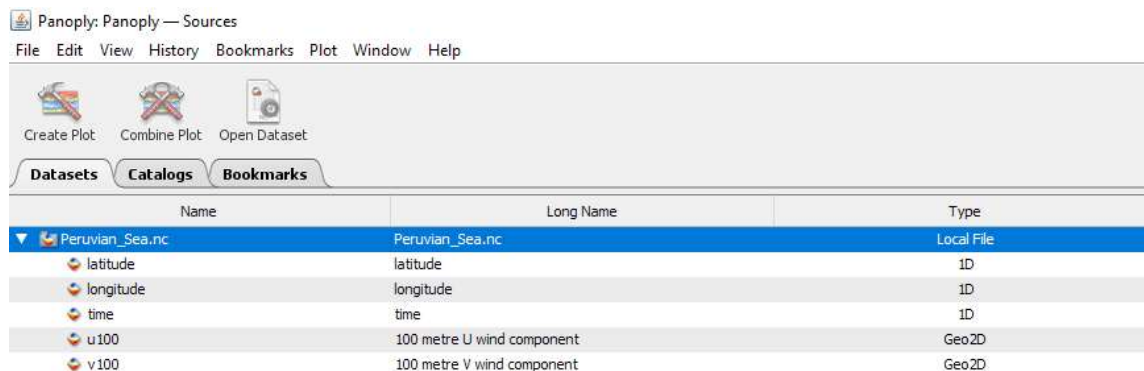 Panoply: Panoply — Sources
File Edit View History Bookmarks Plot Window Help
Create Plot Combine Plot Open Dataset
Datasets Catalogs Bookmarks
Name Long Name Type
Peruvian_Sea.nc Peruvian_Sea.nc Local File
latitude latitude 1D
longitude longitude 1D
time time 1D
u100 100 metre U wind component Geo2D
v100 100 metre V wind component Geo2D